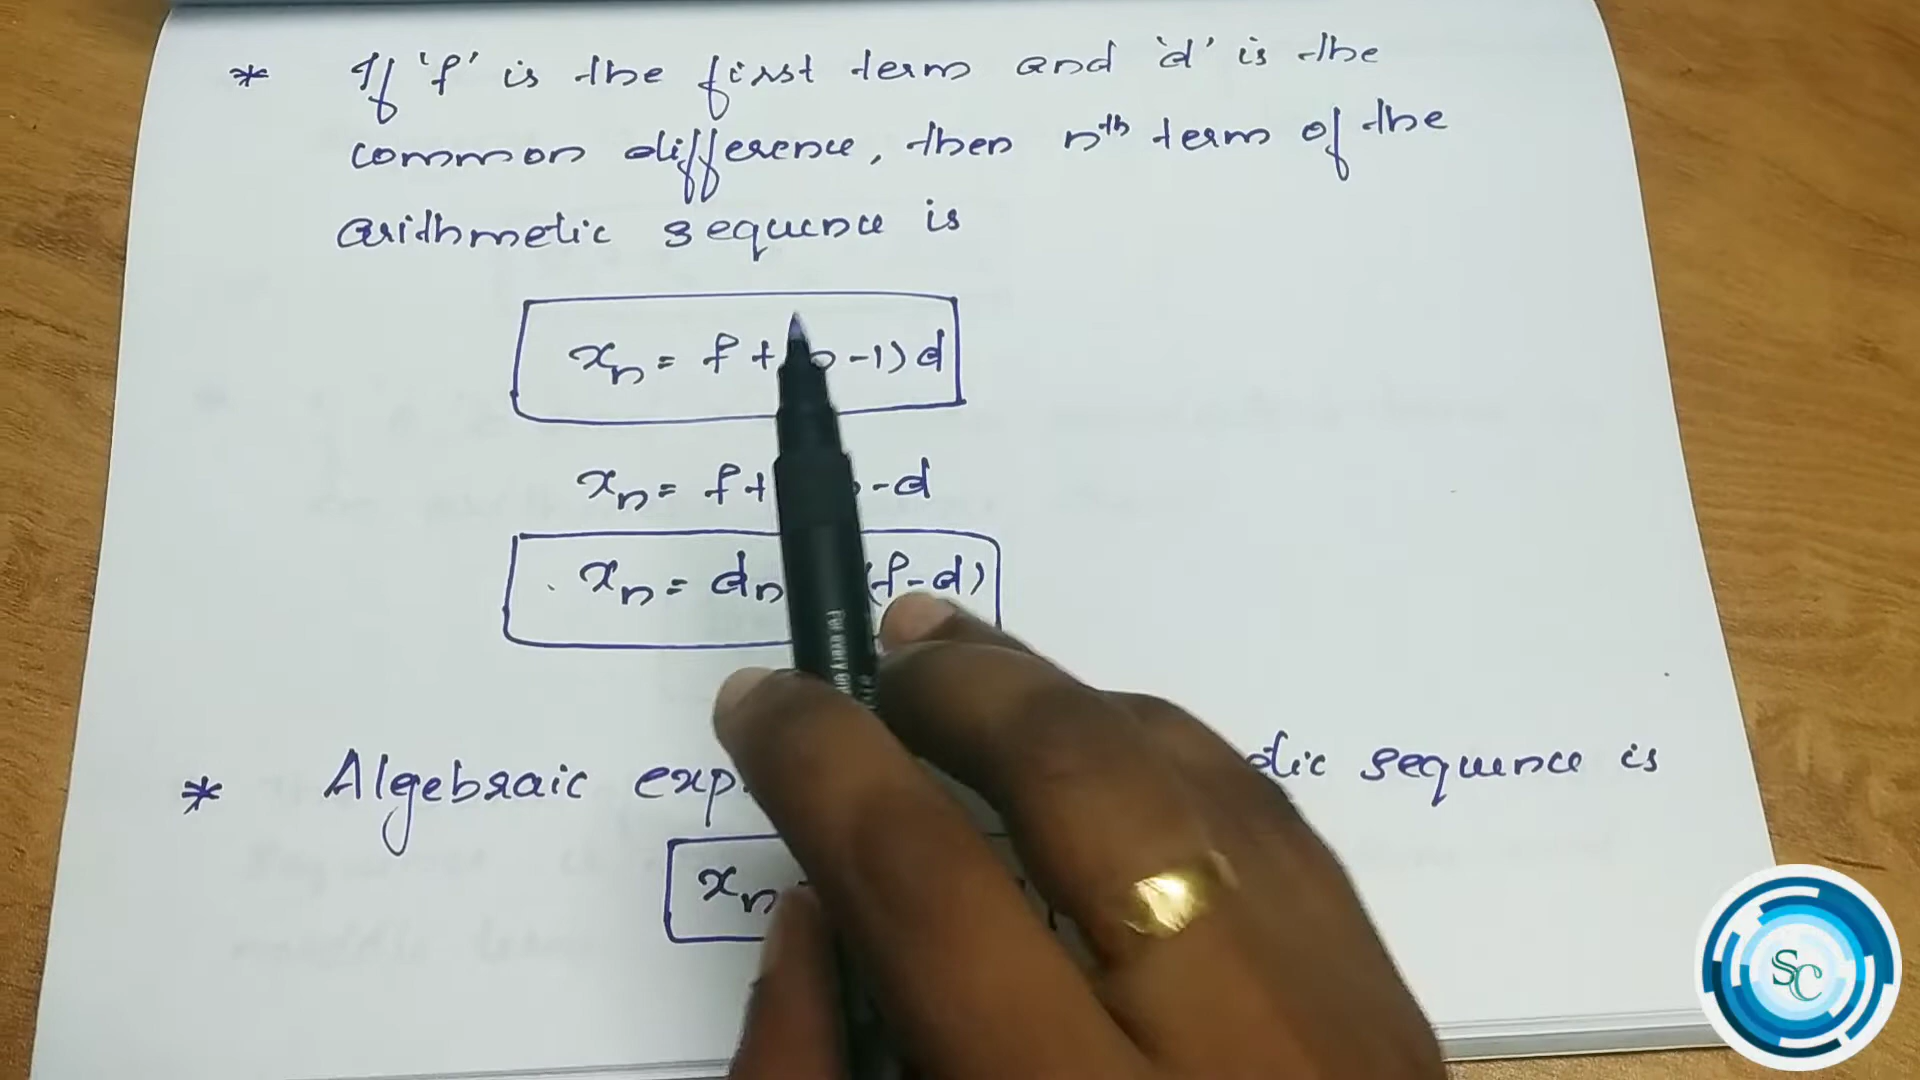 * If 'f' is the first term and 'd' is the
common difference, then nth term of the
arithmetic sequence is
xn = f + n -1) d
xn = f + - d
xn = dn (f-d)
* Algebraic sequence is
xn
SC